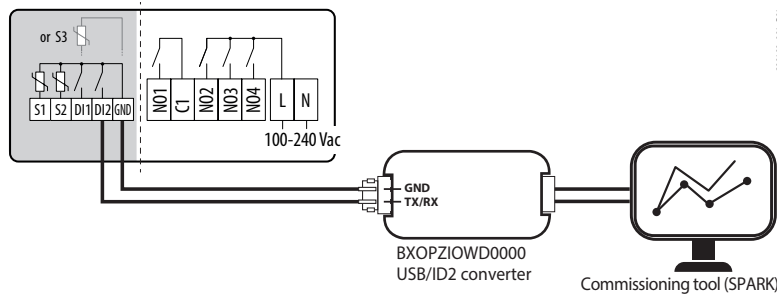 or S3
S1 S2 DI1 DI2 GND
NO1 C1 NO2 NO3 NO4 L N
100-240 Vac
GND
TX/RX
BXOPZIOWD0000
USB/ID2 converter
Commissioning tool (SPARK)